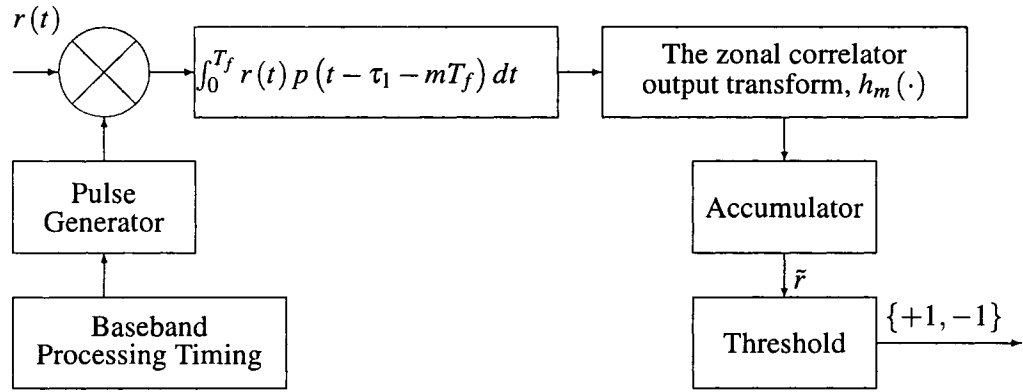 r(t)
∫₀^{T_f} r(t) p(t − τ₁ − mT_f) dt
The zonal correlator
output transform, h_m(·)
Pulse
Generator
Accumulator
r̃
Baseband
Processing Timing
Threshold
{+1, −1}